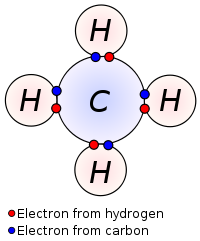 H
H C H
H
Electron from hydrogen
Electron from carbon